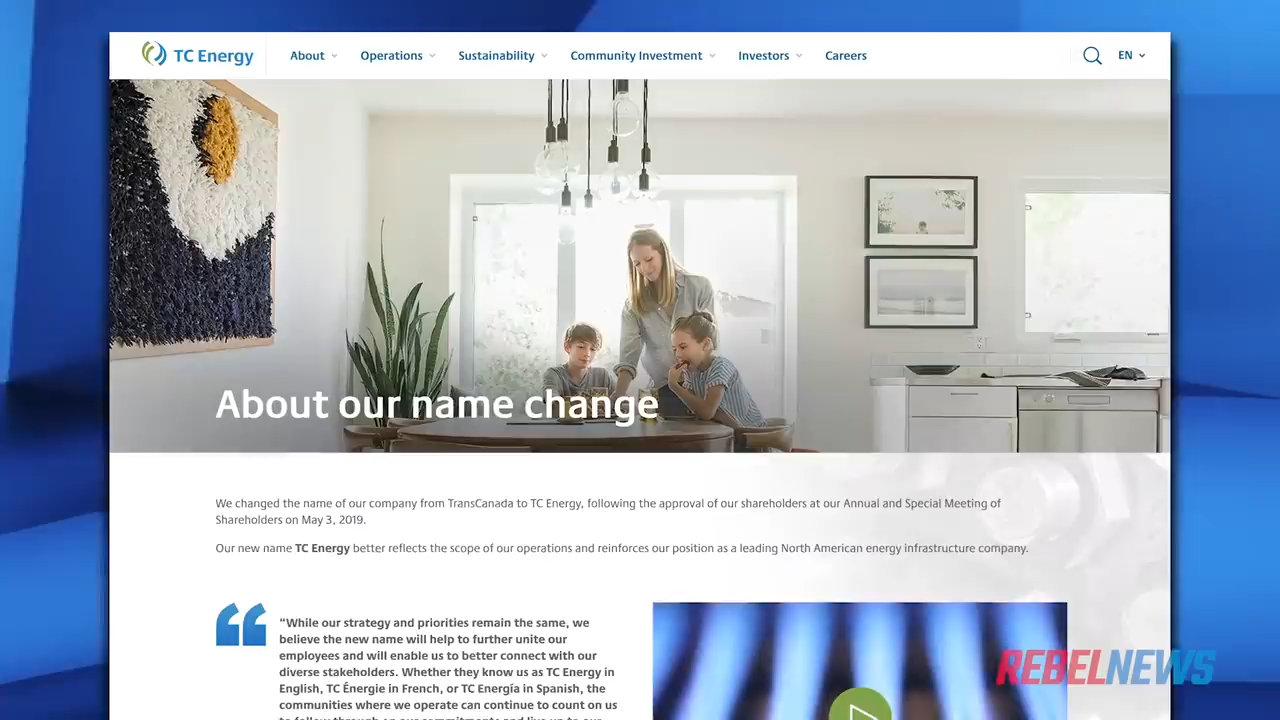 TC Energy
About
Operations
Sustainability
Community Investment
Investors
Careers
EN
About our name change
We changed the name of our company from TransCanada to TC Energy, following the approval of our shareholders at our Annual and Special Meeting of
Shareholders on May 3, 2019.
Our new name TC Energy better reflects the scope of our operations and reinforces our position as a leading North American energy infrastructure company.
“While our strategy and priorities remain the same, we
believe the new name will help to further unite our
employees and will enable us to better connect with our
diverse stakeholders. Whether they know us as TC Energy in
English, TC Énergie in French, or TC Energía in Spanish, the
communities where we operate can continue to count on us
REBELNEWS